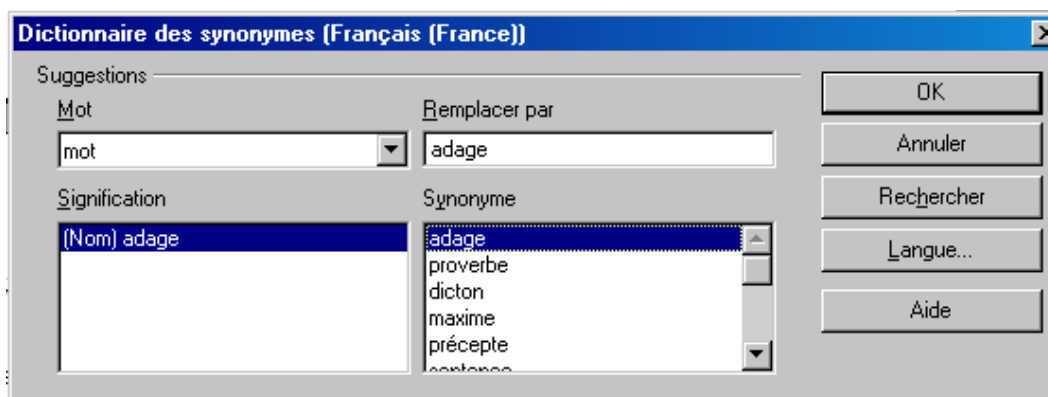 Dictionnaire des synonymes (Français (France))
Suggestions
Mot
Remplacer par
mot
adage
Signification
Synonyme
(Nom) adage
adage
proverbe
dicton
maxime
précepte
OK
Annuler
Rechercher
Langue...
Aide